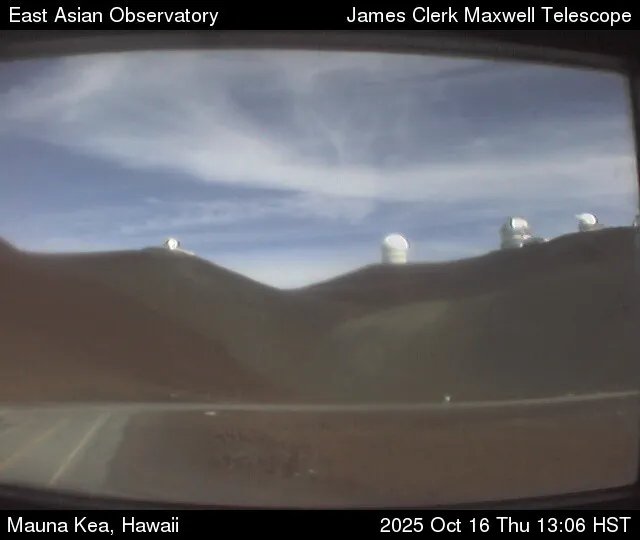 East Asian Observatory
James Clerk Maxwell Telescope
Mauna Kea, Hawaii
2025 Oct 16 Thu 13:06 HST